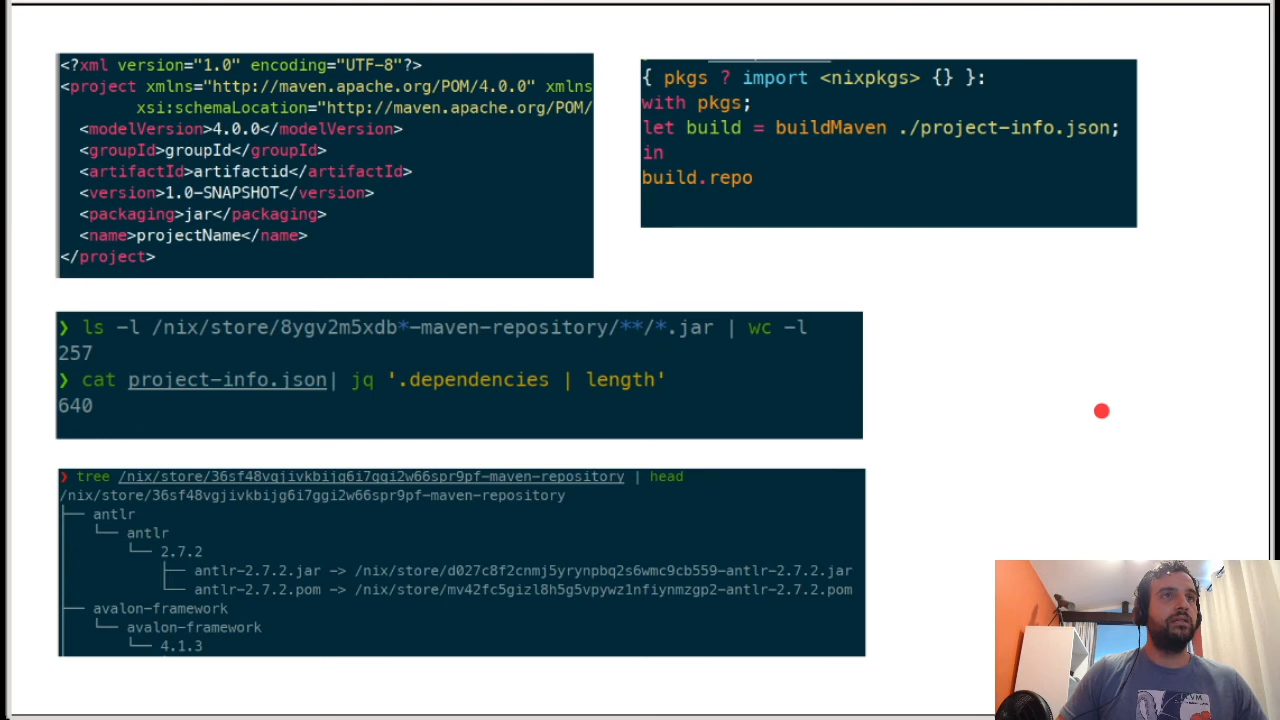 <?xml version="1.0" encoding="UTF-8"?>
<project xmlns="http://maven.apache.org/POM/4.0.0" xmlns
xsi:schemaLocation="http://maven.apache.org/POM/
<modelVersion>4.0.0</modelVersion>
<groupId>groupId</groupId>
<artifactId>artifactid</artifactId>
<version>1.0-SNAPSHOT</version>
<packaging>jar</packaging>
<name>projectName</name>
</project>
{ pkgs ? import <nixpkgs> {} }:
with pkgs;
let build = buildMaven ./project-info.json;
in
build.repo
❯ ls -l /nix/store/8ygv2m5xdb*-maven-repository/**/*.jar | wc -l
257
❯ cat project-info.json| jq '.dependencies | length'
640
❯ tree /nix/store/36sf48vgjivkbijg6i7ggi2w66spr9pf-maven-repository | head
/nix/store/36sf48vgjivkbijg6i7ggi2w66spr9pf-maven-repository
├── antlr
│   └── antlr
│       └── 2.7.2
│           ├── antlr-2.7.2.jar -> /nix/store/d027c8f2cnmj5yrynpbq2s6wmc9cb559-antlr-2.7.2.jar
│           └── antlr-2.7.2.pom -> /nix/store/mv42fc5gizl8h5g5vpywz1nfiynmzgp2-antlr-2.7.2.pom
├── avalon-framework
│   └── avalon-framework
│       └── 4.1.3